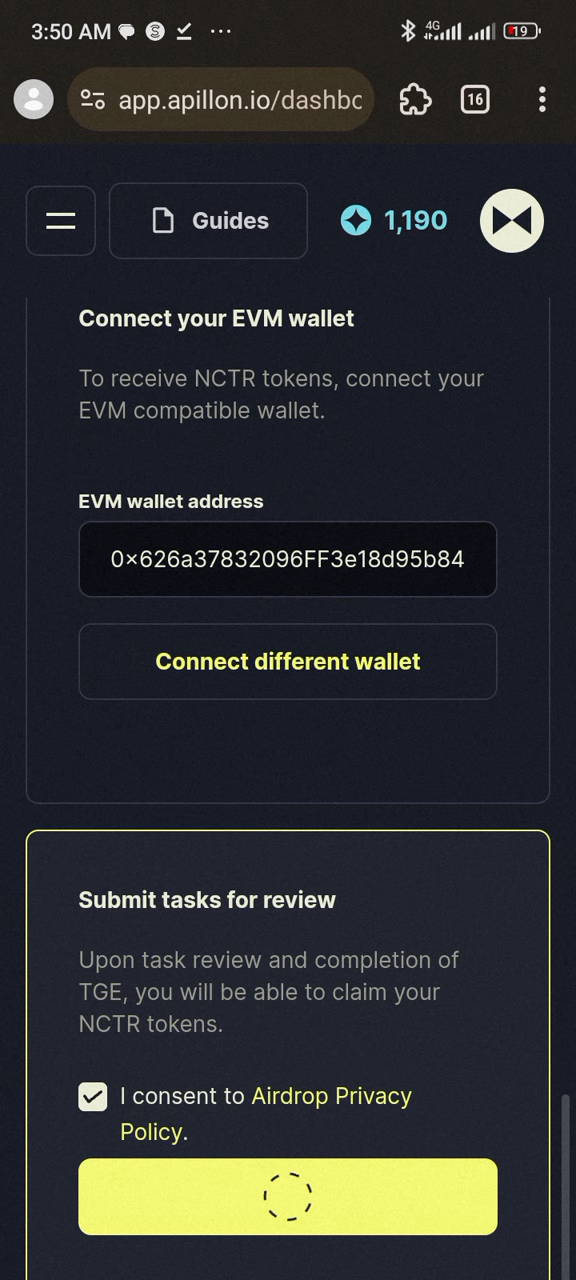 3:50 AM
4G
19
app.apillon.io/dashbc
16
Guides
1,190
Connect your EVM wallet
To receive NCTR tokens, connect your
EVM compatible wallet.
EVM wallet address
0x626a37832096FF3e18d95b84
Connect different wallet
Submit tasks for review
Upon task review and completion of
TGE, you will be able to claim your
NCTR tokens.
I consent to Airdrop Privacy
Policy.